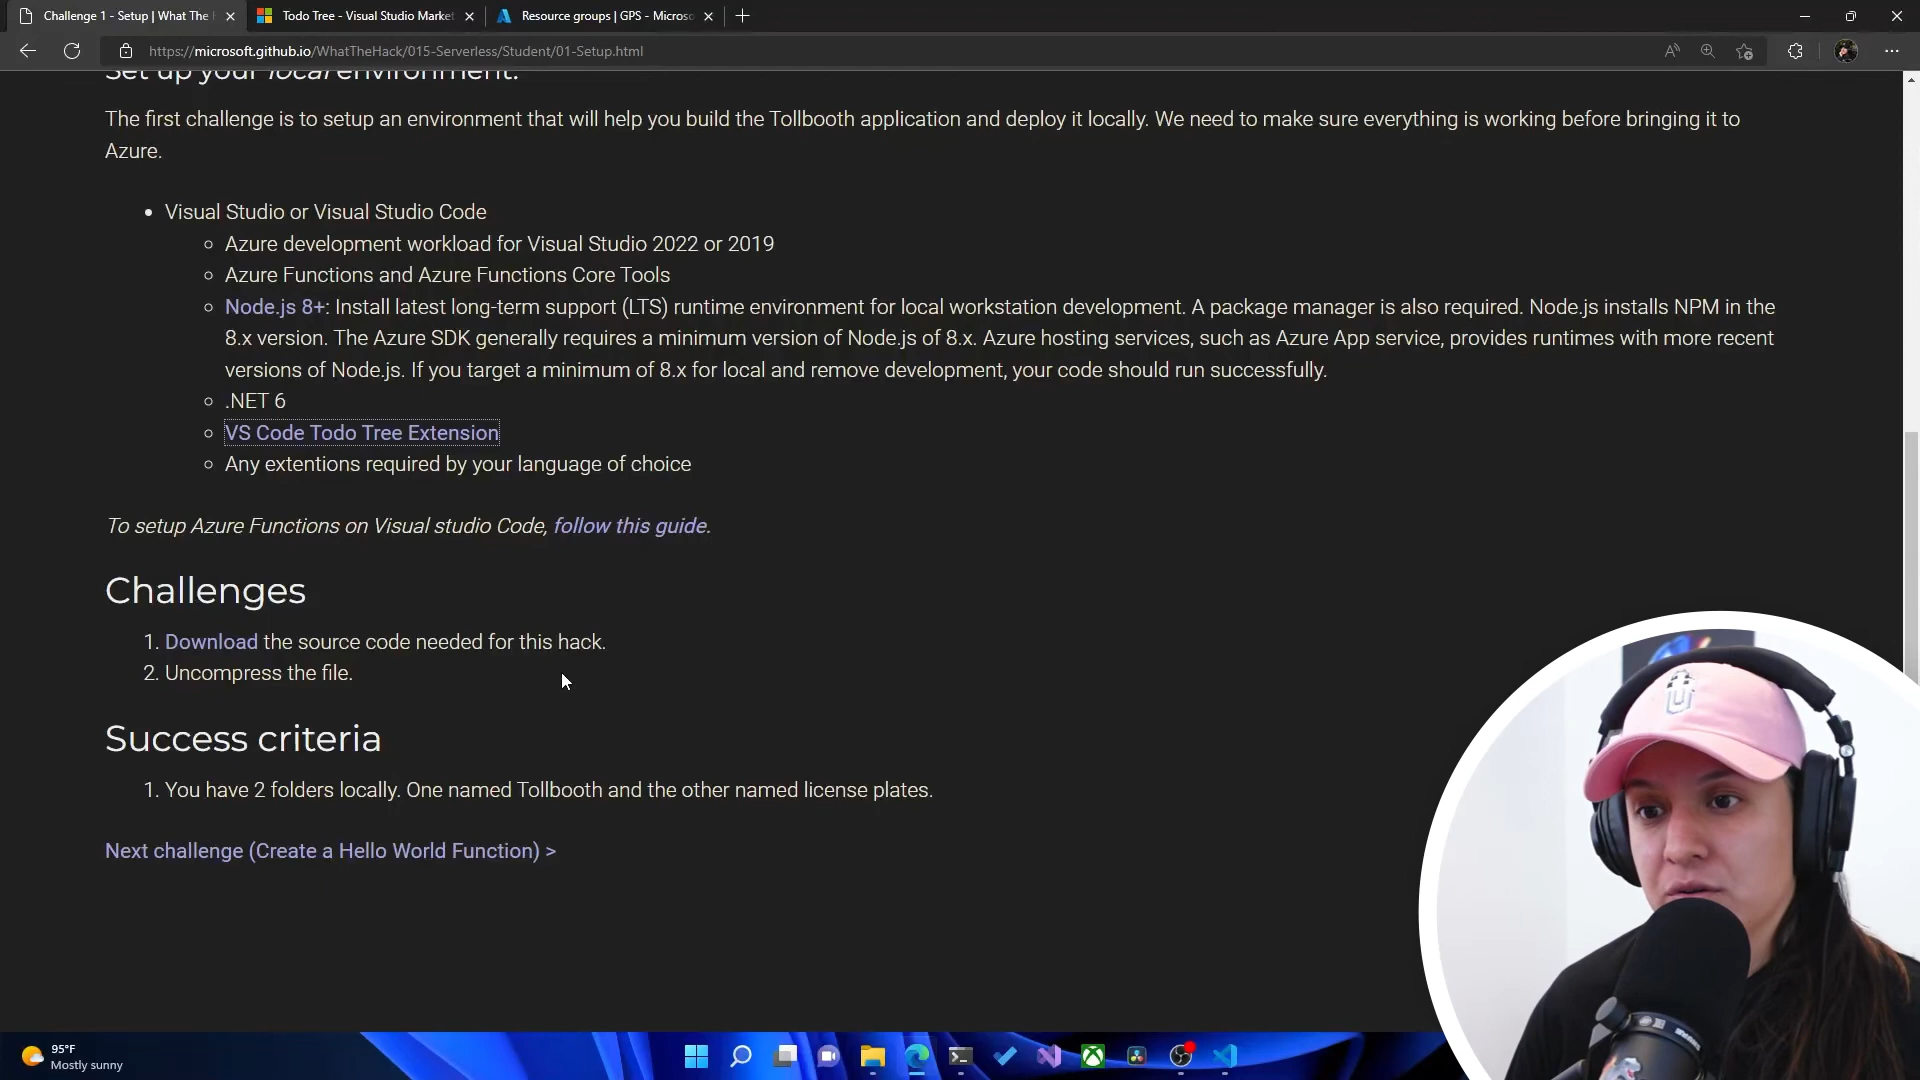 Challenge 1 - Setup | What The H
Todo Tree - Visual Studio Market
Resource groups | GPS - Microso
https://microsoft.github.io/WhatTheHack/015-Serverless/Student/01-Setup.html
Set up your local environment:
The first challenge is to setup an environment that will help you build the Tollbooth application and deploy it locally. We need to make sure everything is working before bringing it to
Azure.
Visual Studio or Visual Studio Code
Azure development workload for Visual Studio 2022 or 2019
Azure Functions and Azure Functions Core Tools
Node.js 8+: Install latest long-term support (LTS) runtime environment for local workstation development. A package manager is also required. Node.js installs NPM in the
8.x version. The Azure SDK generally requires a minimum version of Node.js of 8.x. Azure hosting services, such as Azure App service, provides runtimes with more recent
versions of Node.js. If you target a minimum of 8.x for local and remove development, your code should run successfully.
.NET 6
VS Code Todo Tree Extension
Any extentions required by your language of choice
To setup Azure Functions on Visual studio Code, follow this guide.
Challenges
1. Download the source code needed for this hack.
2. Uncompress the file.
Success criteria
1. You have 2 folders locally. One named Tollbooth and the other named license plates.
Next challenge (Create a Hello World Function) >
95°F
Mostly sunny